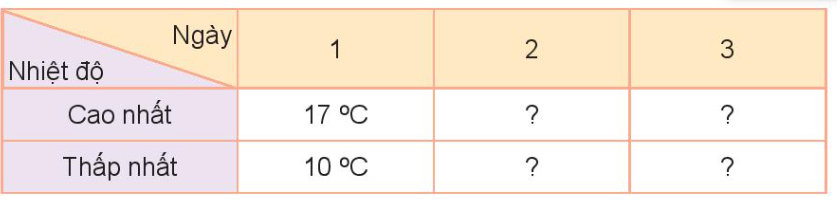 Ngày
Nhiệt độ
1 2 3
Cao nhất 17 ºC ? ?
Thấp nhất 10 ºC ? ?